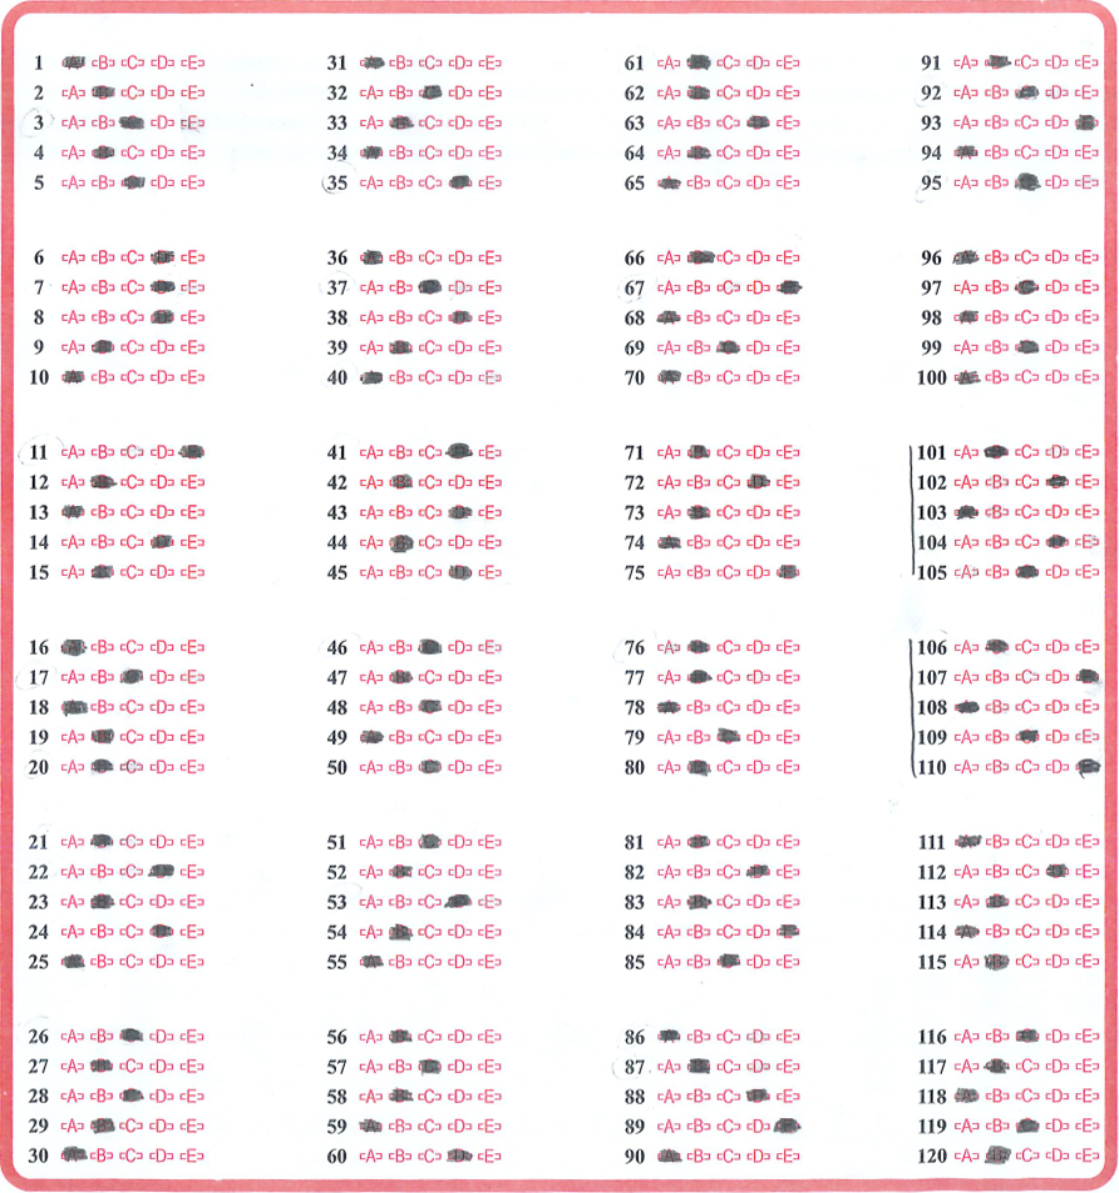 1 [B] [C] [D] [E]
2 [A] [C] [D] [E]
3 [A] [B] [D] [E]
4 [A] [C] [D] [E]
5 [A] [B] [D] [E]
6 [A] [B] [C] [E]
7 [A] [B] [C] [E]
8 [A] [B] [C] [E]
9 [A] [C] [D] [E]
10 [B] [C] [D] [E]
11 [A] [B] [C] [D]
12 [A] [C] [D] [E]
13 [B] [C] [D] [E]
14 [A] [B] [C] [E]
15 [A] [C] [D] [E]
16 [B] [C] [D] [E]
17 [A] [B] [D] [E]
18 [B] [C] [D] [E]
19 [A] [C] [D] [E]
20 [A] [C] [D] [E]
21 [A] [C] [D] [E]
22 [A] [B] [C] [E]
23 [A] [C] [D] [E]
24 [A] [B] [C] [E]
25 [B] [C] [D] [E]
26 [A] [B] [D] [E]
27 [A] [C] [D] [E]
28 [A] [B] [D] [E]
29 [A] [C] [D] [E]
30 [B] [C] [D] [E]
31 [B] [C] [D] [E]
32 [A] [B] [D] [E]
33 [A] [C] [D] [E]
34 [B] [C] [D] [E]
35 [A] [B] [C] [E]
36 [B] [C] [D] [E]
37 [A] [B] [D] [E]
38 [A] [B] [C] [E]
39 [A] [C] [D] [E]
40 [B] [C] [D] [E]
41 [A] [B] [C] [E]
42 [A] [C] [D] [E]
43 [A] [B] [C] [E]
44 [A] [C] [D] [E]
45 [A] [B] [C] [E]
46 [A] [B] [D] [E]
47 [A] [C] [D] [E]
48 [A] [B] [D] [E]
49 [B] [C] [D] [E]
50 [A] [B] [D] [E]
51 [A] [B] [D] [E]
52 [A] [C] [D] [E]
53 [A] [B] [C] [E]
54 [A] [C] [D] [E]
55 [B] [C] [D] [E]
56 [A] [C] [D] [E]
57 [A] [B] [D] [E]
58 [A] [C] [D] [E]
59 [B] [C] [D] [E]
60 [A] [B] [C] [E]
61 [A] [C] [D] [E]
62 [A] [C] [D] [E]
63 [A] [B] [C] [E]
64 [A] [C] [D] [E]
65 [B] [C] [D] [E]
66 [A] [C] [D] [E]
67 [A] [B] [C] [D]
68 [B] [C] [D] [E]
69 [A] [B] [D] [E]
70 [B] [C] [D] [E]
71 [A] [C] [D] [E]
72 [A] [B] [C] [E]
73 [A] [C] [D] [E]
74 [B] [C] [D] [E]
75 [A] [B] [C] [D]
76 [A] [C] [D] [E]
77 [A] [C] [D] [E]
78 [B] [C] [D] [E]
79 [A] [B] [D] [E]
80 [A] [C] [D] [E]
81 [A] [C] [D] [E]
82 [A] [B] [C] [E]
83 [A] [C] [D] [E]
84 [A] [B] [C] [D]
85 [A] [B] [D] [E]
86 [B] [C] [D] [E]
87 [A] [C] [D] [E]
88 [A] [B] [C] [E]
89 [A] [B] [C] [D]
90 [B] [C] [D] [E]
91 [A] [C] [D] [E]
92 [A] [B] [D] [E]
93 [A] [B] [C] [D]
94 [B] [C] [D] [E]
95 [A] [B] [D] [E]
96 [B] [C] [D] [E]
97 [A] [B] [D] [E]
98 [B] [C] [D] [E]
99 [A] [B] [D] [E]
100 [B] [C] [D] [E]
101 [A] [C] [D] [E]
102 [A] [B] [C] [E]
103 [B] [C] [D] [E]
104 [A] [B] [C] [E]
105 [A] [B] [D] [E]
106 [A] [C] [D] [E]
107 [A] [B] [C] [D]
108 [B] [C] [D] [E]
109 [A] [B] [D] [E]
110 [A] [B] [C] [D]
111 [B] [C] [D] [E]
112 [A] [B] [C] [E]
113 [A] [C] [D] [E]
114 [B] [C] [D] [E]
115 [A] [C] [D] [E]
116 [A] [B] [D] [E]
117 [A] [C] [D] [E]
118 [B] [C] [D] [E]
119 [A] [B] [D] [E]
120 [A] [C] [D] [E]